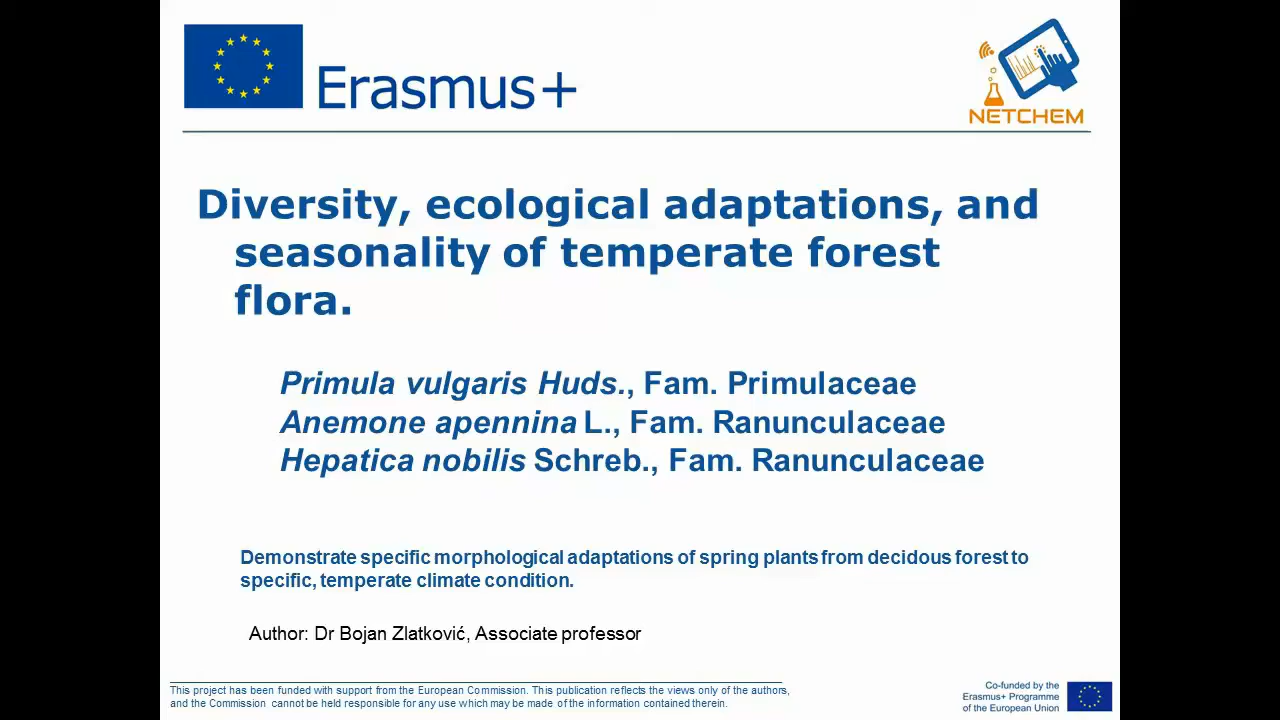 Erasmus+
NETCHEM
Diversity, ecological adaptations, and
seasonality of temperate forest
flora.
Primula vulgaris Huds., Fam. Primulaceae
Anemone apennina L., Fam. Ranunculaceae
Hepatica nobilis Schreb., Fam. Ranunculaceae
Demonstrate specific morphological adaptations of spring plants from decidous forest to
specific, temperate climate condition.
Author: Dr Bojan Zlatković, Associate professor
This project has been funded with support from the European Commission. This publication reflects the views only of the authors,
and the Commission cannot be held responsible for any use which may be made of the information contained therein.
Co-funded by the
Erasmus+ Programme
of the European Union